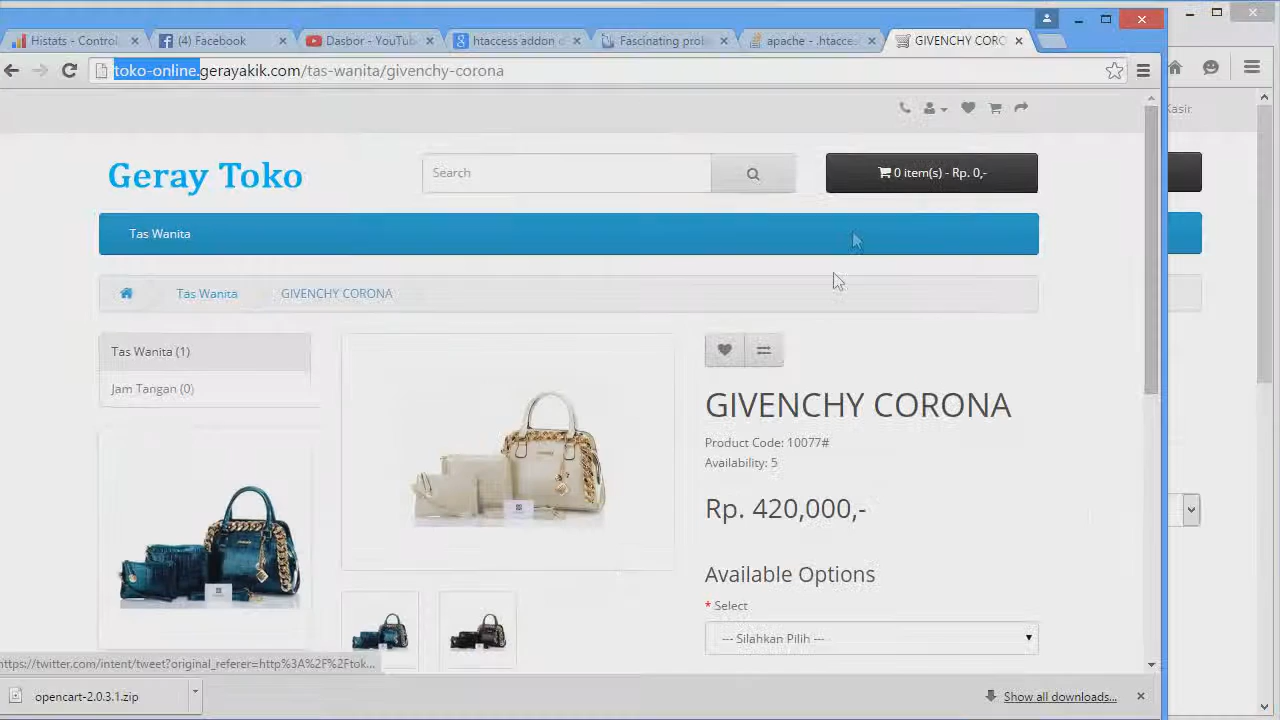 Histats - Control
(4) Facebook
Dasbor - YouTub
htaccess addon d
Fascinating prob
apache - .htacces
GIVENCHY CORO
toko-online.gerayakik.com/tas-wanita/givenchy-corona
Kasir
Geray Toko
Search
0 item(s) - Rp. 0,-
Tas Wanita
Tas Wanita
GIVENCHY CORONA
Tas Wanita (1)
Jam Tangan (0)
GIVENCHY CORONA
Product Code: 10077#
Availability: 5
Rp. 420,000,-
Available Options
* Select
--- Silahkan Pilih ---
https://twitter.com/intent/tweet?original_referer=http%3A%2F%2Ftok...
opencart-2.0.3.1.zip
Show all downloads...